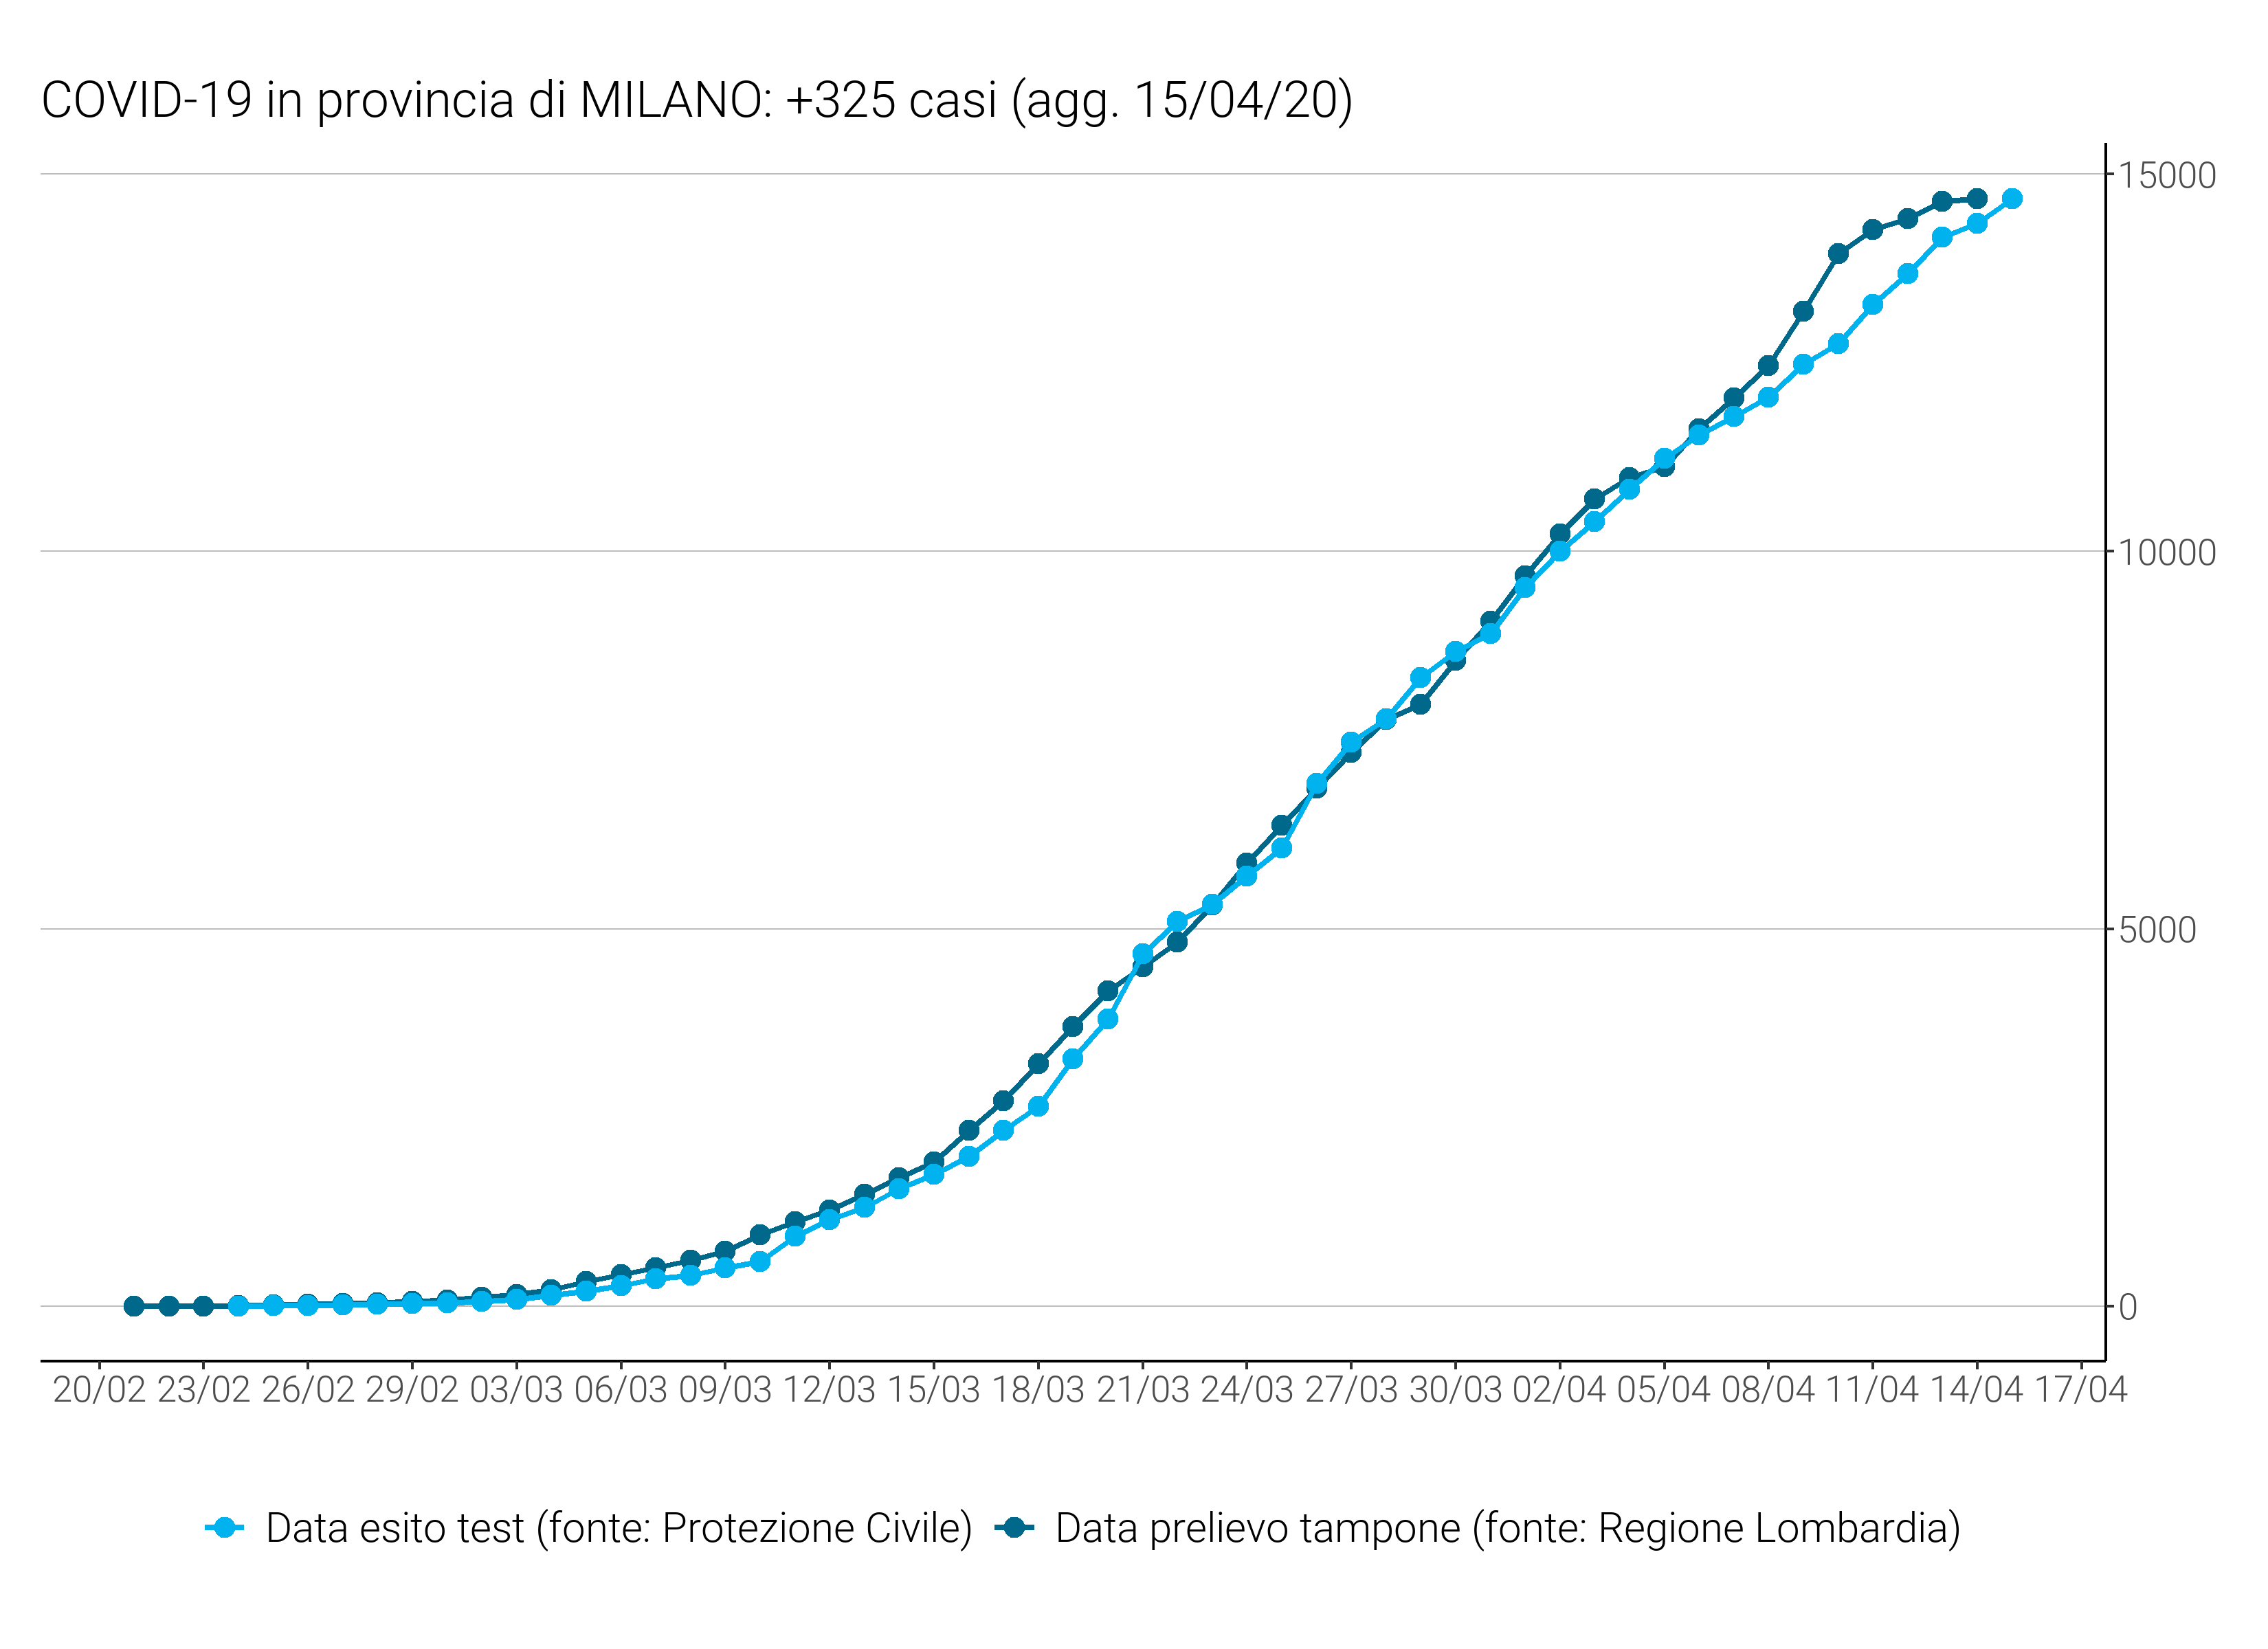 COVID-19 in provincia di MILANO: +325 casi (agg. 15/04/20)
15000
10000
5000
0
20/02 23/02 26/02 29/02 03/03 06/03 09/03 12/03 15/03 18/03 21/03 24/03 27/03 30/03 02/04 05/04 08/04 11/04 14/04 17/04
Data esito test (fonte: Protezione Civile) Data prelievo tampone (fonte: Regione Lombardia)